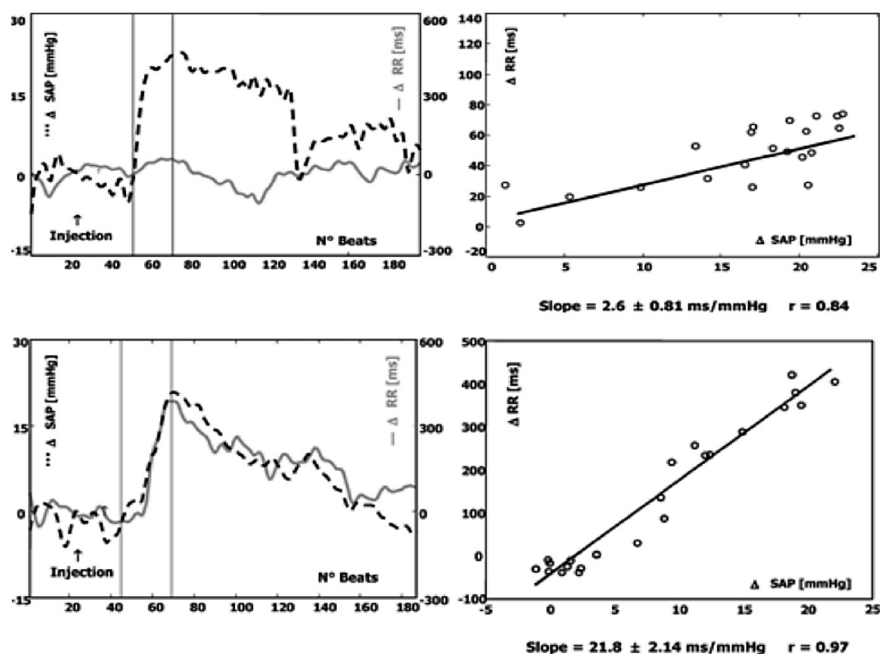 30
15
0
-15
••• Δ SAP [mmHg]
600
400
0
-300
— Δ RR [ms]
↑
Injection
N° Beats
20 40 60 80 100 120 140 160 180
140
120
100
80
60
40
20
0
-20
Δ RR [ms]
Δ SAP [mmHg]
0 5 10 15 20 25
Slope = 2.6 ± 0.81 ms/mmHg r = 0.84
30
15
0
-15
••• Δ SAP [mmHg]
600
300
0
-300
— Δ RR [ms]
↑
Injection
N° Beats
20 40 60 80 100 120 140 160 180
500
400
300
200
100
0
-100
Δ RR [ms]
Δ SAP [mmHg]
-5 0 5 10 15 20 25
Slope = 21.8 ± 2.14 ms/mmHg r = 0.97